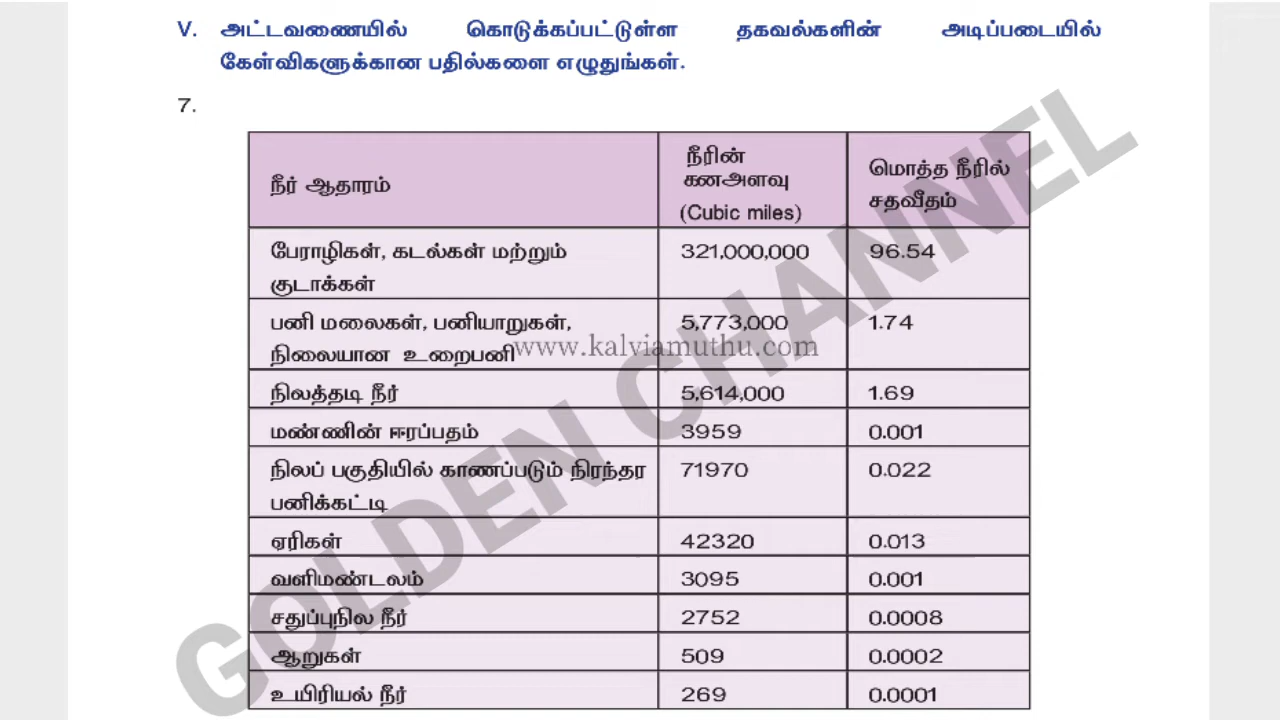 V. அட்டவணையில் கொடுக்கப்பட்டுள்ள தகவல்களின் அடிப்படையில்
கேள்விகளுக்கான பதில்களை எழுதுங்கள்.
7.
நீர் ஆதாரம் நீரின் கனஅளவு (Cubic miles) மொத்த நீரில் சதவீதம்
பேராழிகள், கடல்கள் மற்றும் 321,000,000 96.54
குடாக்கள்
பனி மலைகள், பனியாறுகள், 5,773,000 1.74
நிலையான உறைபனி
www.kalviamuthu.com
நிலத்தடி நீர் 5,614,000 1.69
மண்ணின் ஈரப்பதம் 3959 0.001
நிலப் பகுதியில் காணப்படும் நிரந்தர 71970 0.022
பனிக்கட்டி
ஏரிகள் 42320 0.013
வளிமண்டலம் 3095 0.001
சதுப்புநில நீர் 2752 0.0008
ஆறுகள் 509 0.0002
உயிரியல் நீர் 269 0.0001
GOLDEN CHANNEL